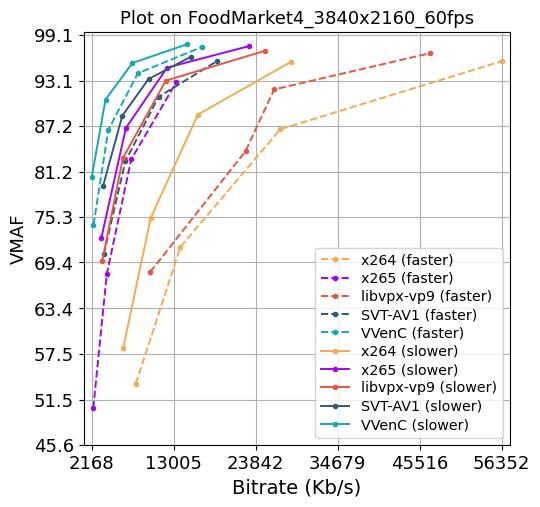 Plot on FoodMarket4_3840x2160_60fps
99.1
93.1
87.2
81.2
75.3
69.4
63.4
57.5
51.5
45.6
VMAF
x264 (faster)
x265 (faster)
libvpx-vp9 (faster)
SVT-AV1 (faster)
VVenC (faster)
x264 (slower)
x265 (slower)
libvpx-vp9 (slower)
SVT-AV1 (slower)
VVenC (slower)
2168 13005 23842 34679 45516 56352
Bitrate (Kb/s)